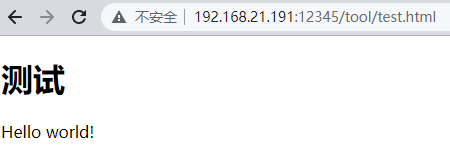 不安全 192.168.21.191:12345/tool/test.html
测试
Hello world!